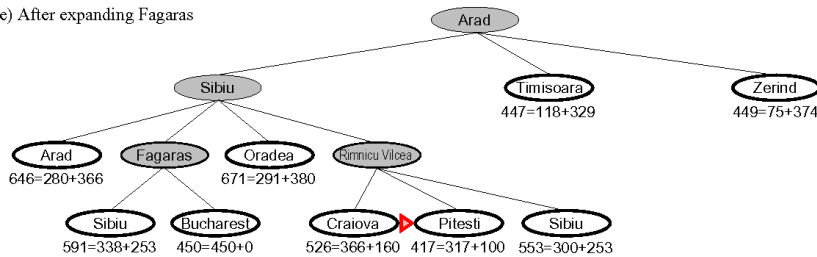 e) After expanding Fagaras
Arad
Sibiu
Timisoara
Zerind
447=118+329
449=75+374
Arad
Fagaras
Oradea
Rimnicu Vilcea
646=280+366
671=291+380
Sibiu
Bucharest
Craiova
Pitesti
Sibiu
591=338+253
450=450+0
526=366+160
417=317+100
553=300+253